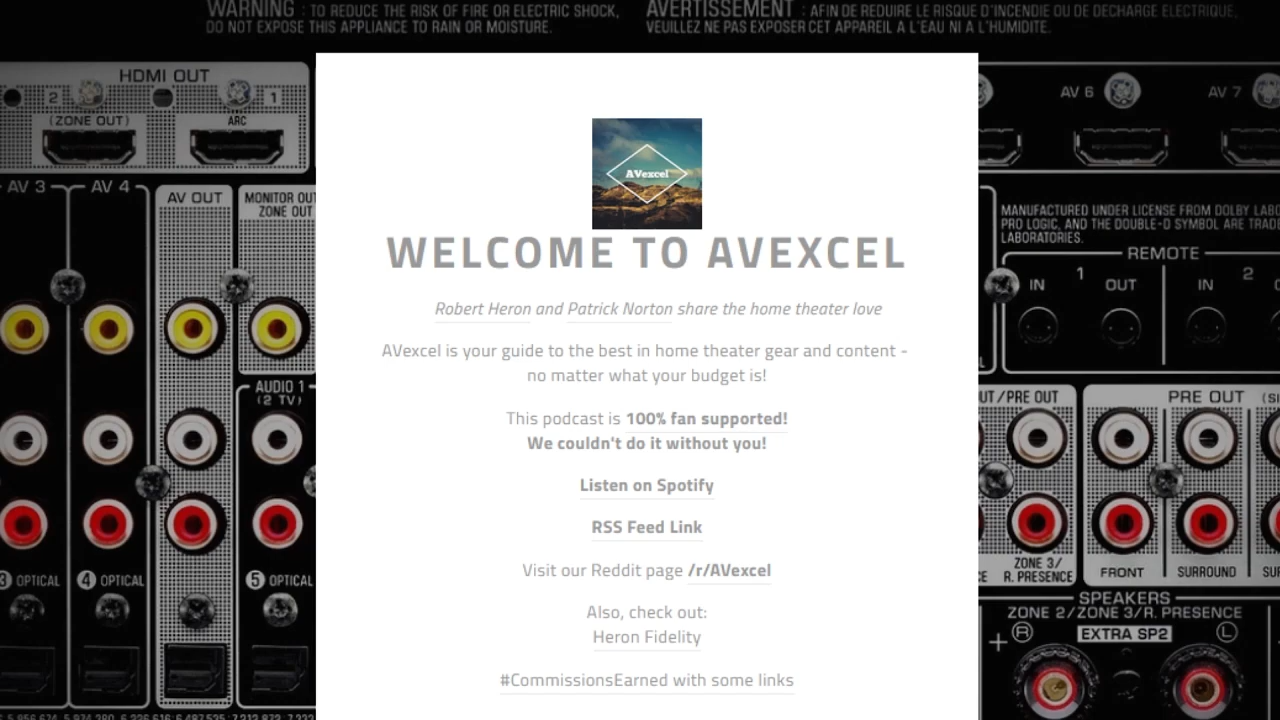 WARNING : TO REDUCE THE RISK OF FIRE OR ELECTRIC SHOCK,
DO NOT EXPOSE THIS APPLIANCE TO RAIN OR MOISTURE.
AVERTISSEMENT : AFIN DE REDUIRE LE RISQUE D'INCENDIE OU DE DECHARGE ELECTRIQUE,
VEUILLEZ NE PAS EXPOSER CET APPAREIL A L'EAU NI A L'HUMIDITE.
HDMI OUT
2
1
(ZONE OUT)
ARC
AV 3
AV 4
AV OUT
MONITOR OUT
ZONE OUT
AUDIO 1
(2 TV)
3 OPTICAL
4 OPTICAL
5 OPTICAL
AVexcel
WELCOME TO AVEXCEL
Robert Heron and Patrick Norton share the home theater love
AVexcel is your guide to the best in home theater gear and content -
no matter what your budget is!
This podcast is 100% fan supported!
We couldn't do it without you!
Listen on Spotify
RSS Feed Link
Visit our Reddit page /r/AVexcel
Also, check out:
Heron Fidelity
#CommissionsEarned with some links
AV 6
AV 7
MANUFACTURED UNDER LICENSE FROM DOLBY
PRO LOGIC, AND THE DOUBLE-D SYMBOL ARE
LABORATORIES.
REMOTE
IN
1
OUT
IN
2
/PRE OUT
PRE OUT
ZONE 3/
R. PRESENCE
FRONT
SURROUND
SPEAKERS
ZONE 2/ZONE 3/R. PRESENCE
R
EXTRA SP2
L
+